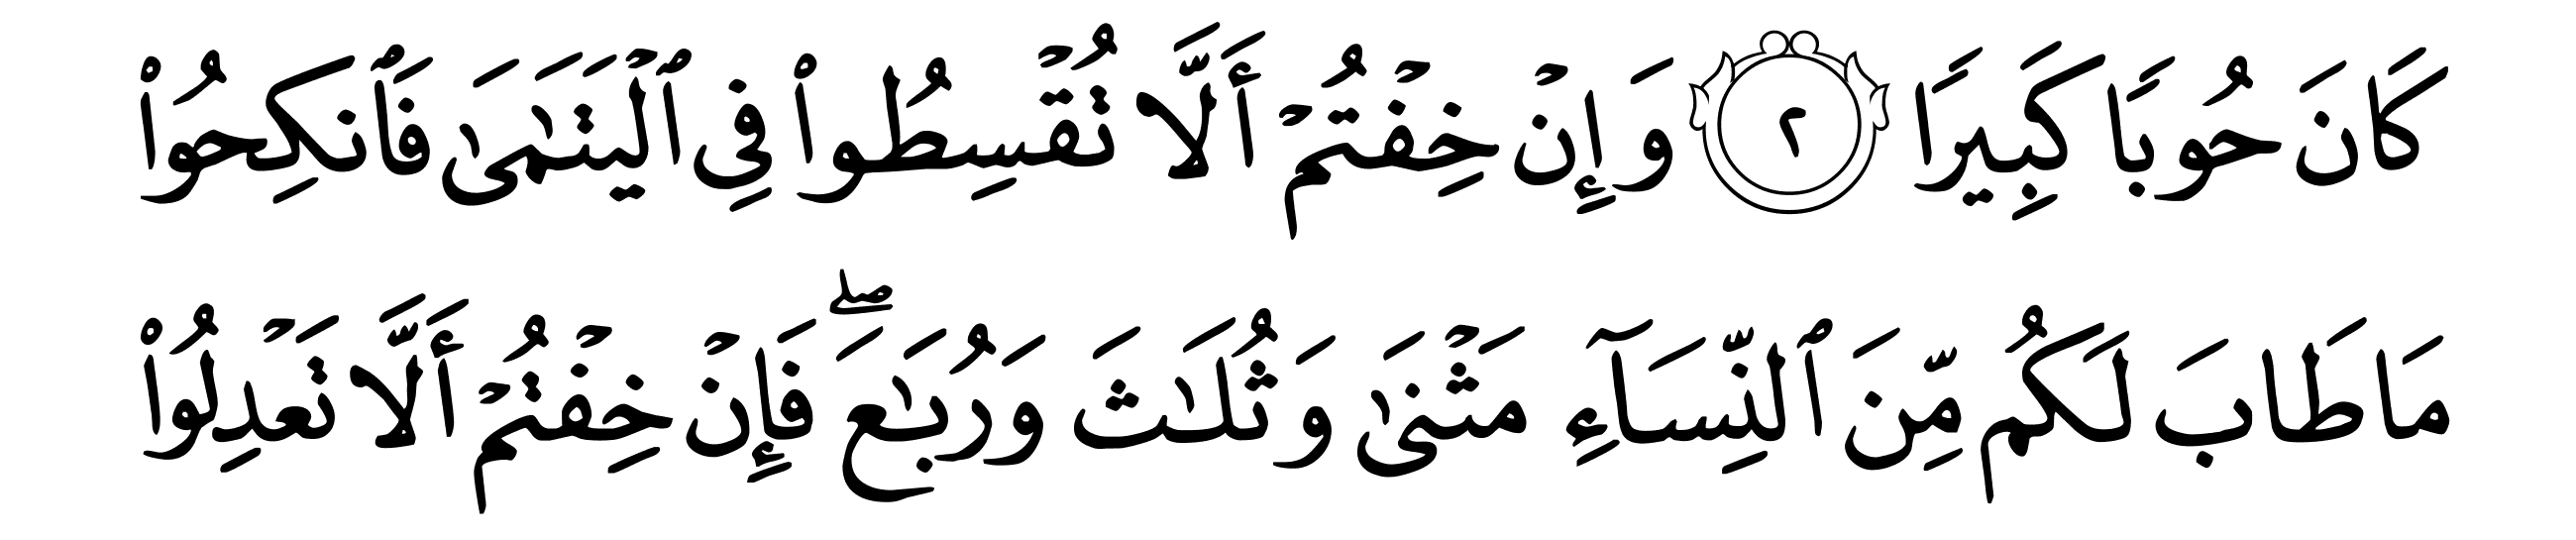 كَانَ حُوبًا كَبِيرًا ٢ وَإِنْ خِفْتُمْ أَلَّا تُقْسِطُوا۟ فِى ٱلْيَتَـٰمَىٰ فَٱنكِحُوا۟
مَا طَابَ لَكُم مِّنَ ٱلنِّسَآءِ مَثْنَىٰ وَثُلَـٰثَ وَرُبَـٰعَ ۖ فَإِنْ خِفْتُمْ أَلَّا تَعْدِلُوا۟